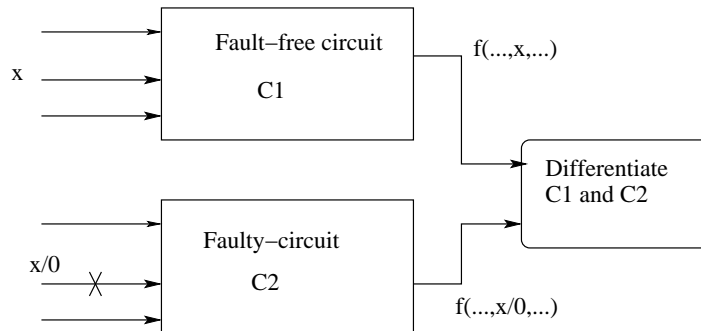 Fault−free circuit
f(...,x,...)
x
C1
Differentiate
C1 and C2
Faulty−circuit
x/0
C2
f(...,x/0,...)